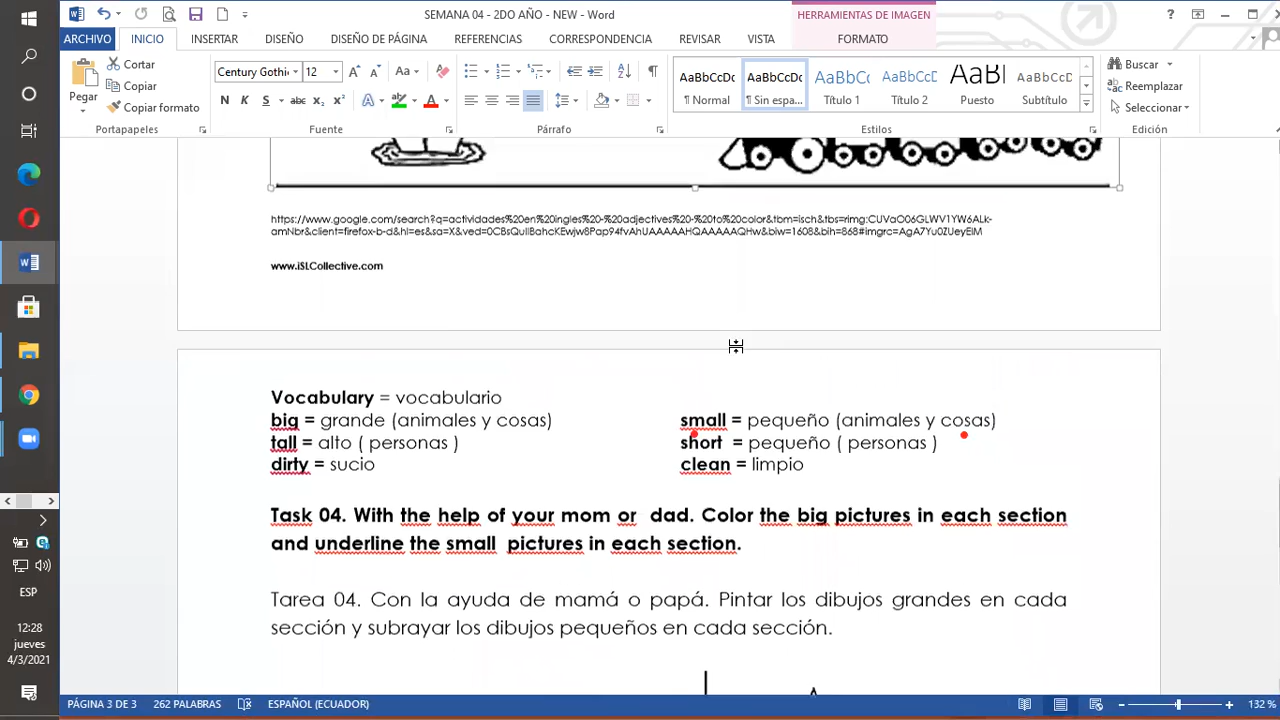 SEMANA 04 - 2DO AÑO - NEW - Word
HERRAMIENTAS DE IMAGEN
ARCHIVO INICIO INSERTAR DISEÑO DISEÑO DE PÁGINA REFERENCIAS CORRESPONDENCIA REVISAR VISTA FORMATO
Pegar
Cortar
Copiar
Copiar formato
Portapapeles
Century Gothic 12
N K S abc x₂ x²
Fuente
Párrafo
AaBbCcDc AaBbCcDc AaBbCc AaBbCcD AaB AaBbCcD
¶ Normal ¶ Sin espa... Título 1 Título 2 Puesto Subtítulo
Estilos
Buscar
Reemplazar
Seleccionar
Edición
www.iSLCollective.com
Vocabulary = vocabulario
big = grande (animales y cosas) small = pequeño (animales y cosas)
tall = alto ( personas ) short = pequeño ( personas )
dirty = sucio clean = limpio
Task 04. With the help of your mom or dad. Color the big pictures in each section
and underline the small pictures in each section.
Tarea 04. Con la ayuda de mamá o papá. Pintar los dibujos grandes en cada
sección y subrayar los dibujos pequeños en cada sección.
12:28
jueves
4/3/2021
PÁGINA 3 DE 3 262 PALABRAS ESPAÑOL (ECUADOR) 132 %